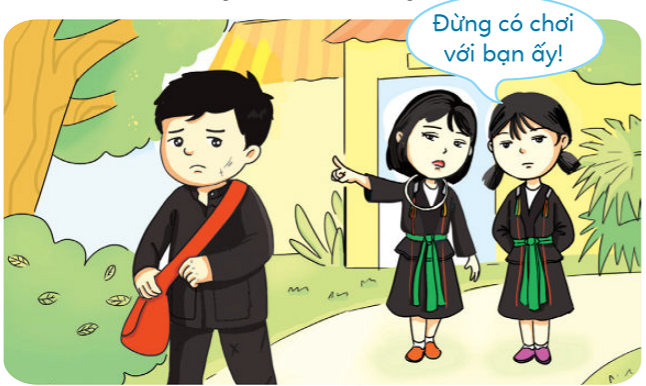 Đừng có chơi
với bạn ấy!